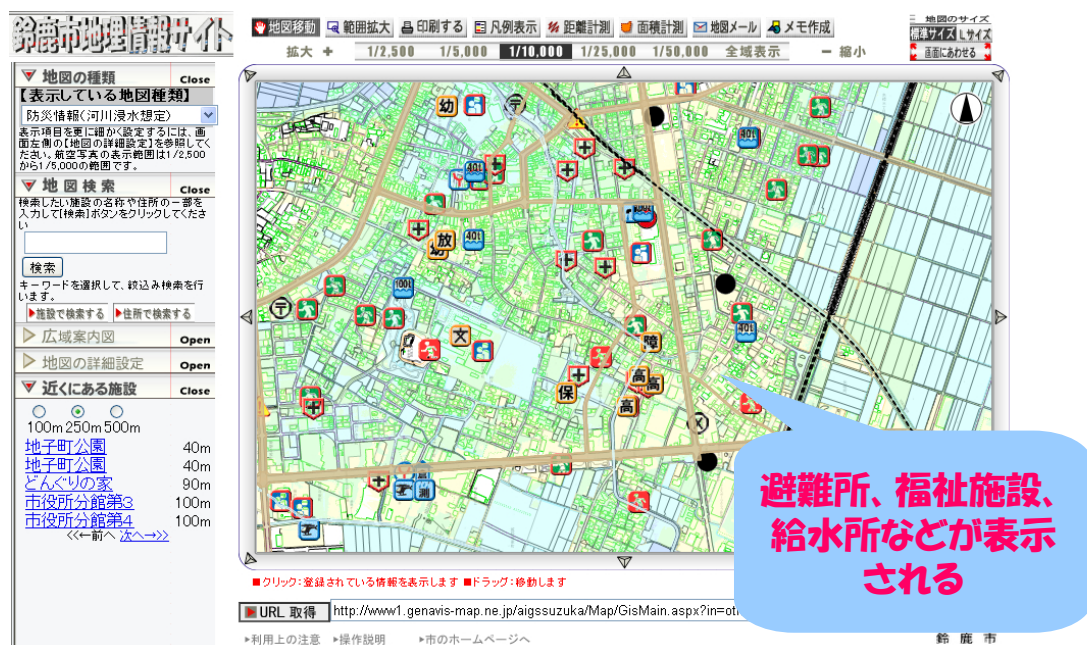 鈴鹿市地理情報サイト
地図移動 範囲拡大 印刷する 凡例表示 距離計測 面積計測 地図メール メモ作成
地図のサイズ
標準サイズ Lサイズ
画面にあわせる
拡大 + 1/2,500 1/5,000 1/10,000 1/25,000 1/50,000 全域表示 − 縮小
▼ 地図の種類 Close
【表示している地図種類】
防災情報(河川浸水想定)
表示項目を更に細かく設定するには、画
面左側の【地図の詳細設定】を参照してく
ださい。航空写真の表示範囲は1/2,500
から1/5,000の範囲です。
▼ 地 図 検 索 Close
検索したい施設の名称や住所の一部を
入力して[検索]ボタンをクリックしてくださ
い
検索
キーワードを選択して、絞込み検索を行
います。
▶施設で検索する ▶住所で検索する
▷ 広域案内図 Open
▷ 地図の詳細設定 Open
▼ 近くにある施設 Close
100m 250m 500m
地子町公園 40m
地子町公園 40m
どんぐりの家 90m
市役所分館第3 100m
市役所分館第4 100m
<<←前へ 次へ→>>
幼
40t
40t
放
40t
100t
文
障
40t
高
高
保
高
測
避難所、福祉施設、
給水所などが表示
される
■クリック:登録されている情報を表示します ■ドラッグ:移動します
▶URL 取得 http://www1.genavis-map.ne.jp/aigssuzuka/Map/GisMain.aspx?in=oth
▶利用上の注意 ▶操作説明 ▶市のホームページへ
鈴 鹿 市